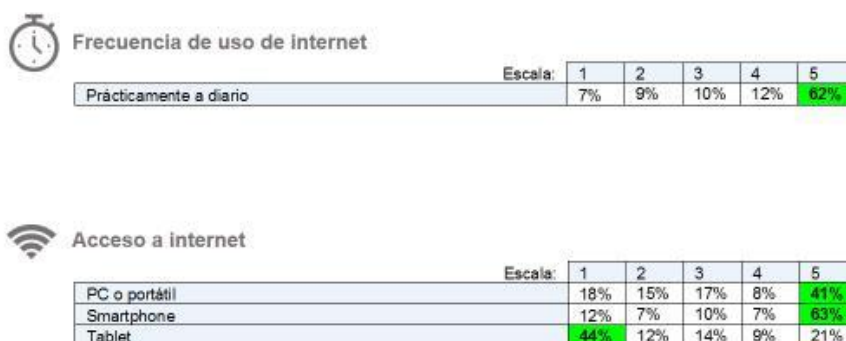 Frecuencia de uso de internet
Escala: 1 2 3 4 5
Prácticamente a diario 7% 9% 10% 12% 62%
Acceso a internet
Escala: 1 2 3 4 5
PC o portátil 18% 15% 17% 8% 41%
Smartphone 12% 7% 10% 7% 63%
Tablet 44% 12% 14% 9% 21%